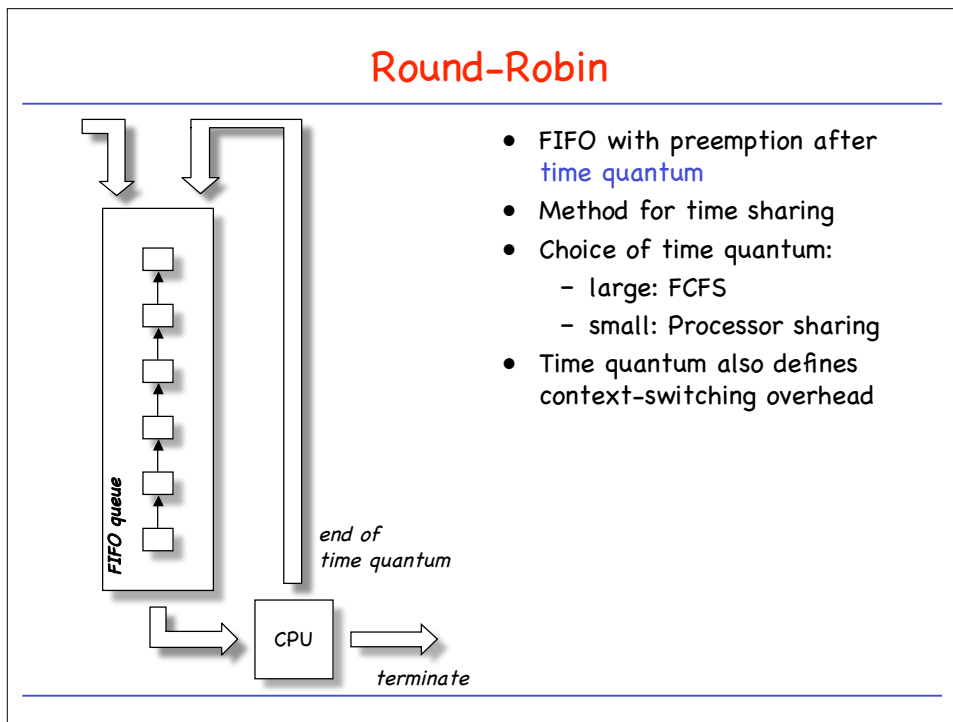 Round-Robin
• FIFO with preemption after
time quantum
• Method for time sharing
• Choice of time quantum:
– large: FCFS
– small: Processor sharing
• Time quantum also defines
context-switching overhead
FIFO queue
end of
time quantum
CPU
terminate